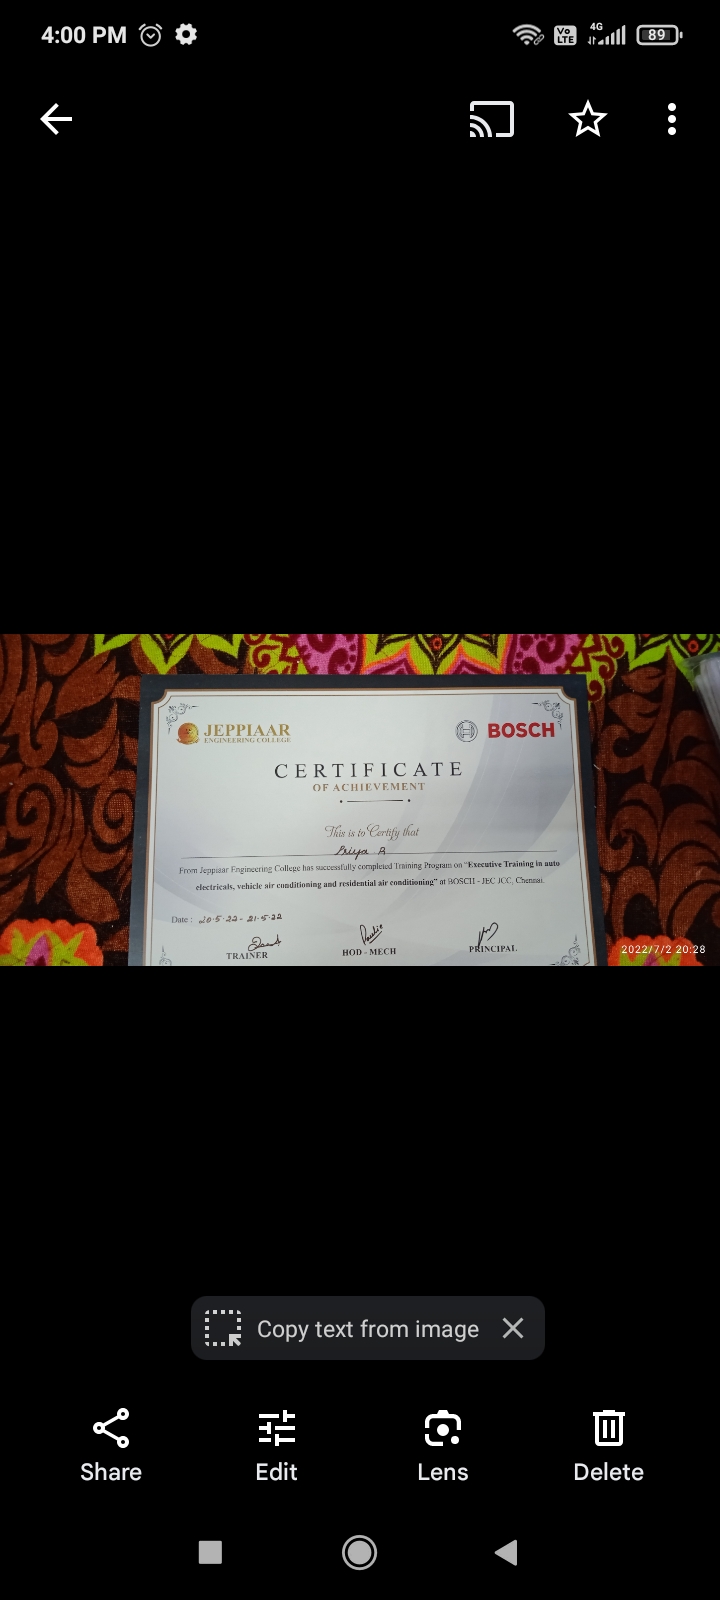 4:00 PM
Vo LTE
4G
89
JEPPIAAR
ENGINEERING COLLEGE
BOSCH
CERTIFICATE
OF ACHIEVEMENT
This is to Certify that
Priya R
From Jeppiaar Engineering College has successfully completed Training Program on "Executive Training in auto
electricals, vehicle air conditioning and residential air conditioning" at BOSCH - JEC JCC, Chennai.
Date : 20.5.22 - 21.5.22
TRAINER
HOD - MECH
PRINCIPAL
2022/7/2 20:28
Copy text from image
Share
Edit
Lens
Delete